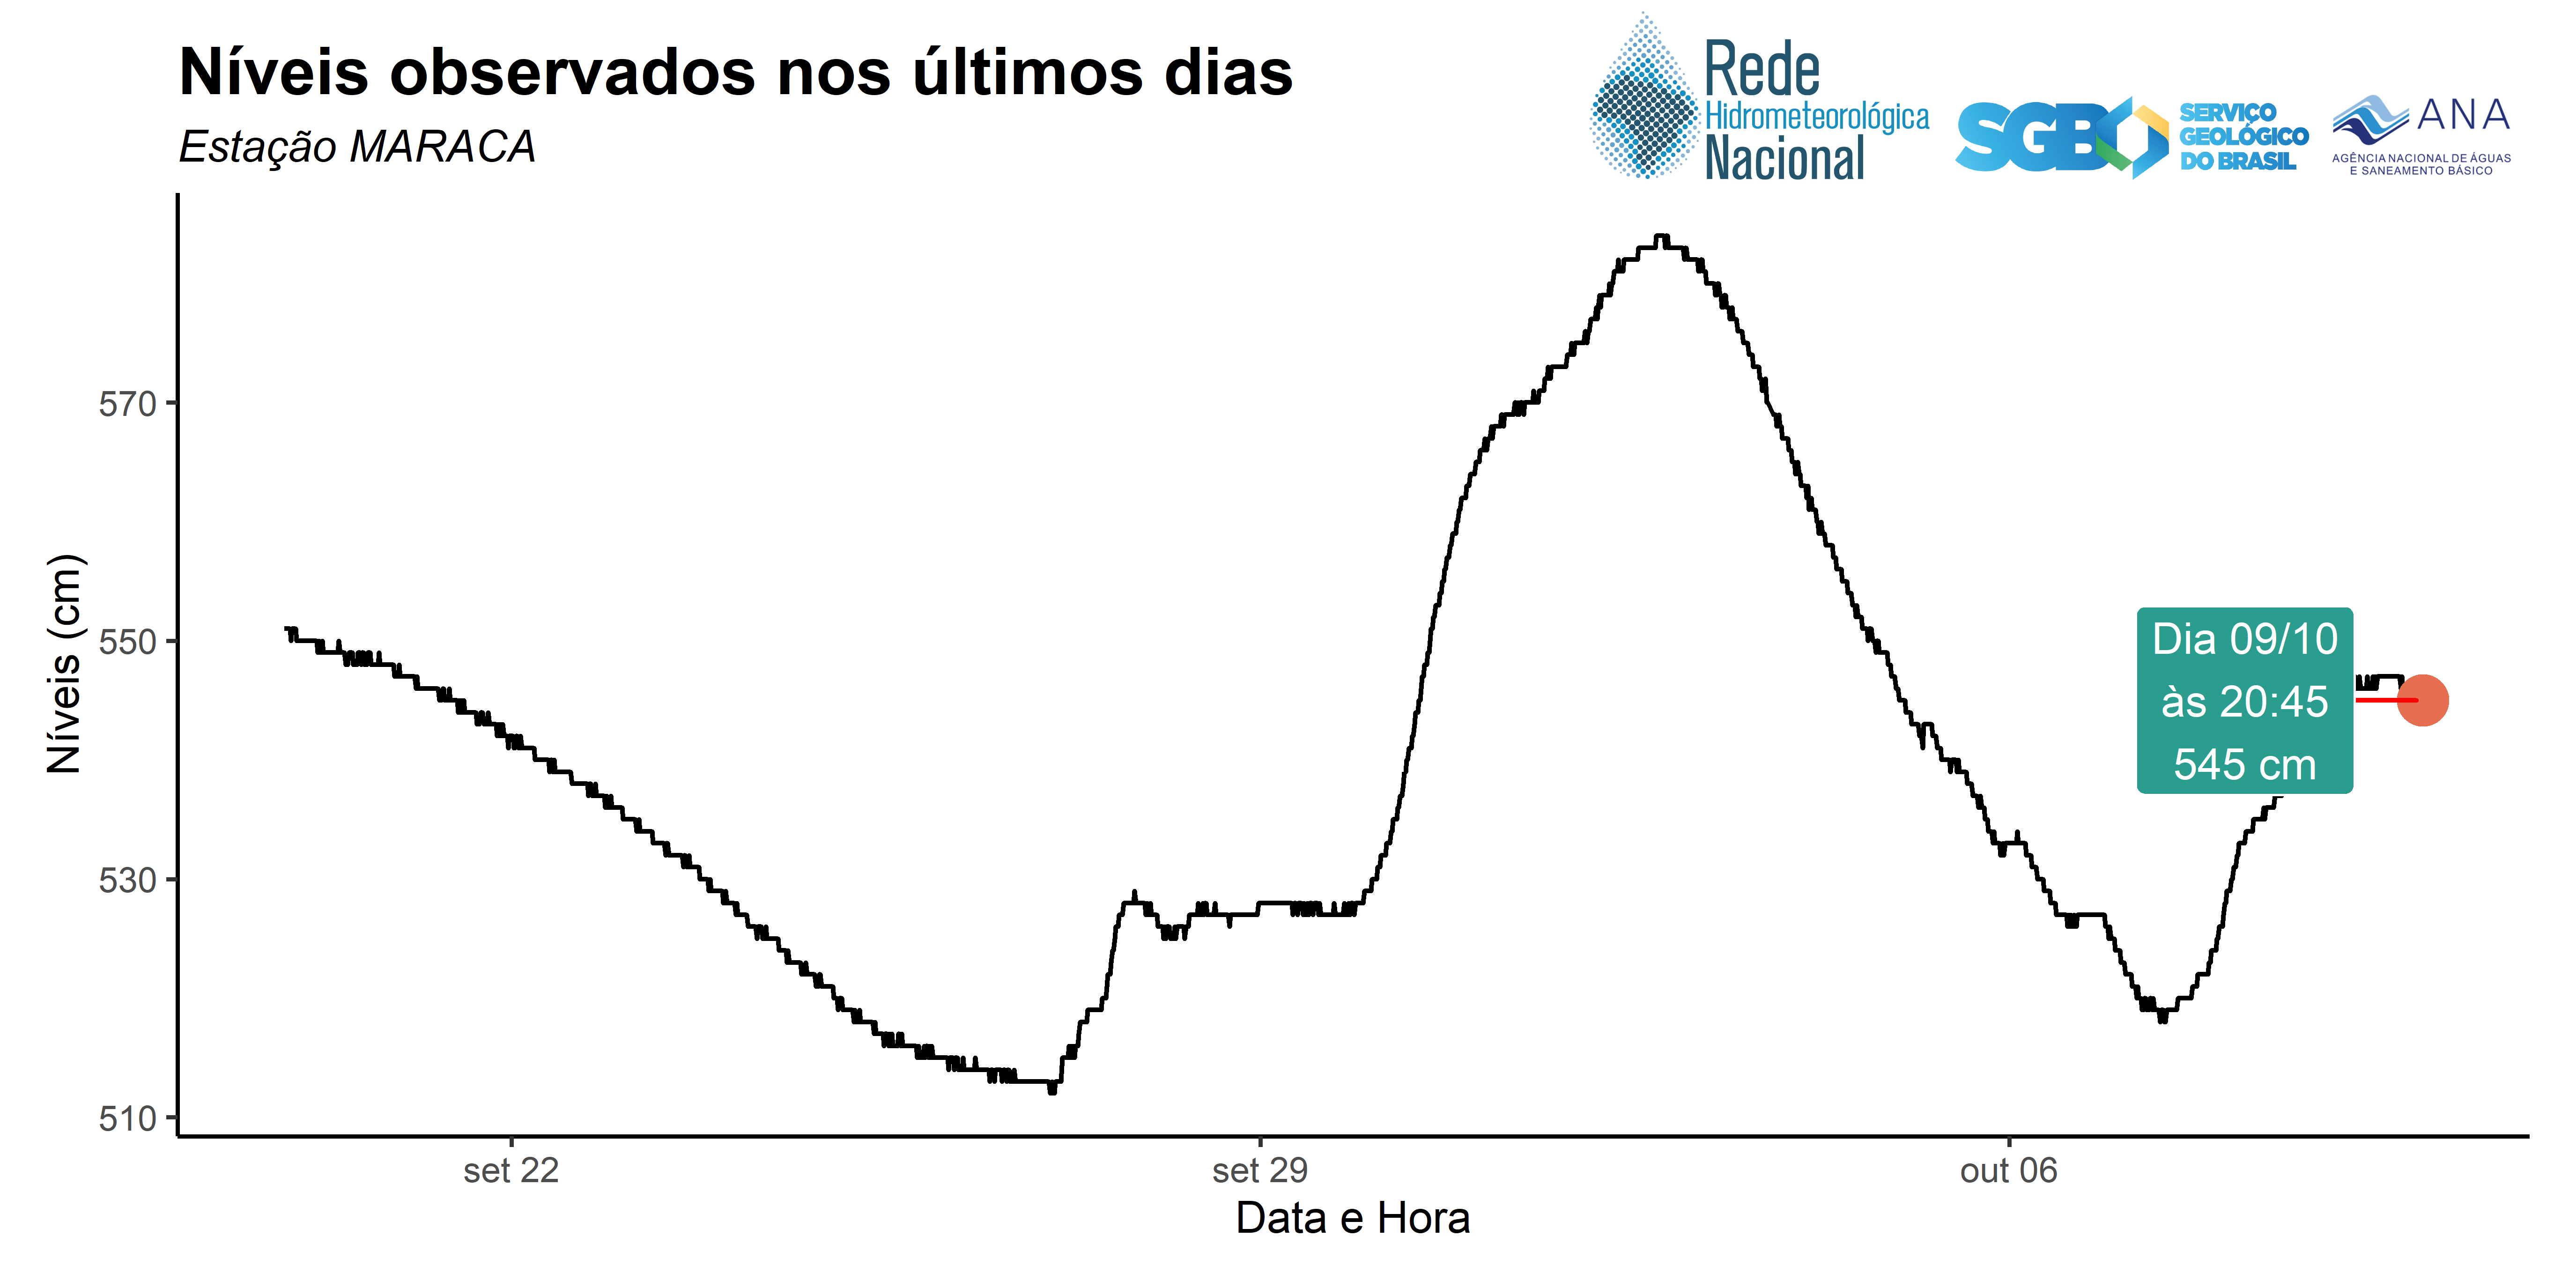 Níveis observados nos últimos dias
Estação MARACA
Rede
Hidrometeorológica
Nacional
SGB
SERVIÇO
GEOLÓGICO
DO BRASIL
ANA
AGÊNCIA NACIONAL DE ÁGUAS
E SANEAMENTO BÁSICO
Níveis (cm)
570
550
530
510
Dia 09/10
às 20:45
545 cm
set 22
set 29
out 06
Data e Hora